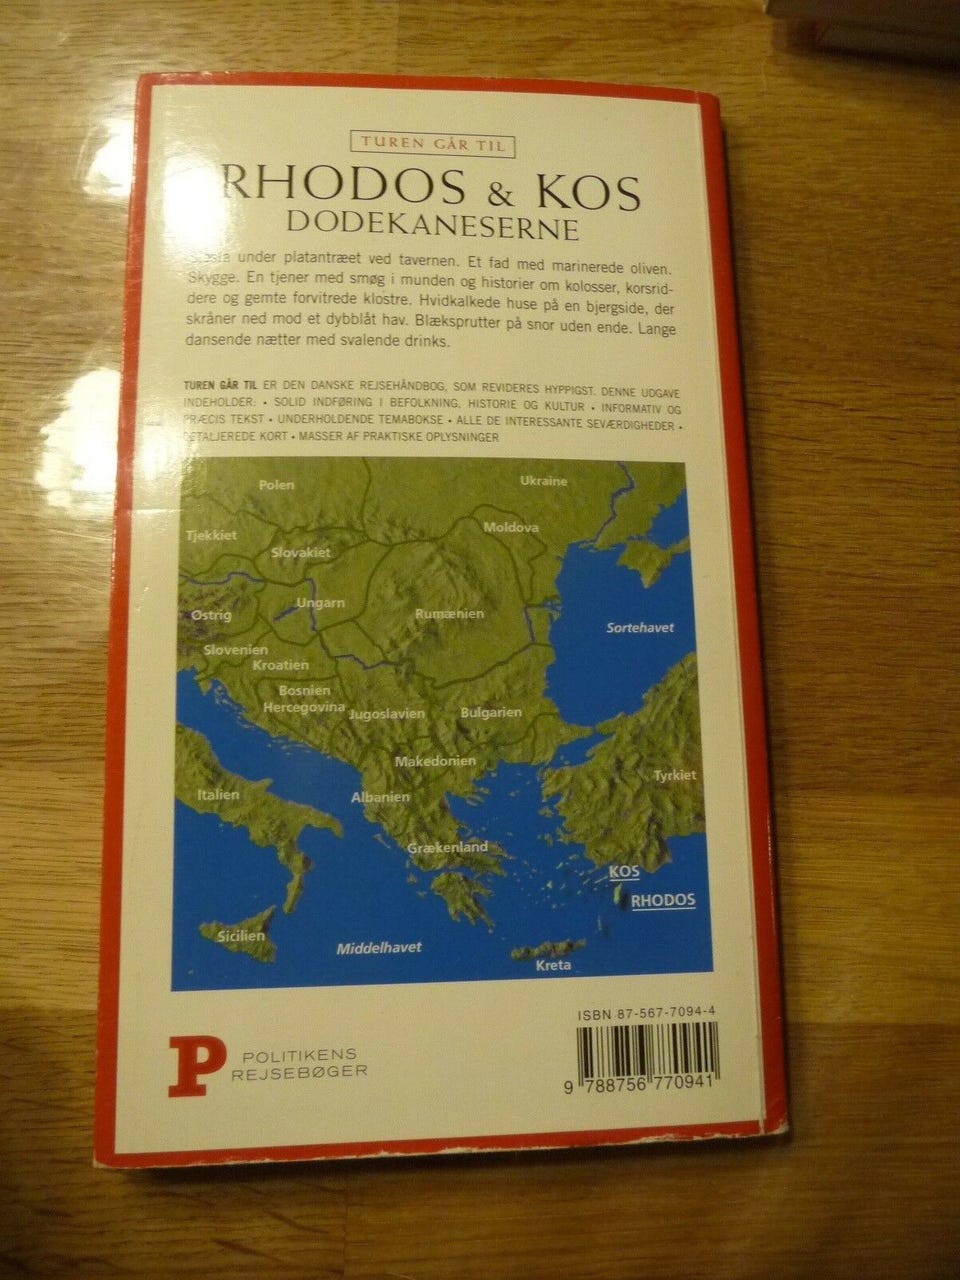 TUREN GÅR TIL
RHODOS & KOS
DODEKANESERNE
under platantræet ved tavernen. Et fad med marinerede oliven.
Skygge. En tjener med smøg i munden og historier om kolosser, korsrid-
dere og gemte forvitrede klostre. Hvidkalkede huse på en bjergside, der
skråner ned mod et dybblåt hav. Blæksprutter på snor uden ende. Lange
dansende nætter med svalende drinks.
TUREN GÅR TIL ER DEN DANSKE REJSEHÅNDBOG, SOM REVIDERES HYPPIGST. DENNE UDGAVE
INDEHOLDER: • SOLID INDFØRING I BEFOLKNING, HISTORIE OG KULTUR • INFORMATIV OG
PRÆCIS TEKST • UNDERHOLDENDE TEMABOKSE • ALLE DE INTERESSANTE SEVÆRDIGHEDER •
DETALJEREDE KORT • MASSER AF PRAKTISKE OPLYSNINGER
Polen
Ukraine
Tjekkiet
Moldova
Slovakiet
Østrig
Ungarn
Rumænien
Sortehavet
Slovenien
Kroatien
Bosnien
Hercegovina
Jugoslavien
Bulgarien
Makedonien
Tyrkiet
Italien
Albanien
Grækenland
KOS
RHODOS
Sicilien
Middelhavet
Kreta
ISBN 87-567-7094-4
P POLITIKENS
REJSEBØGER
9 788756 770941